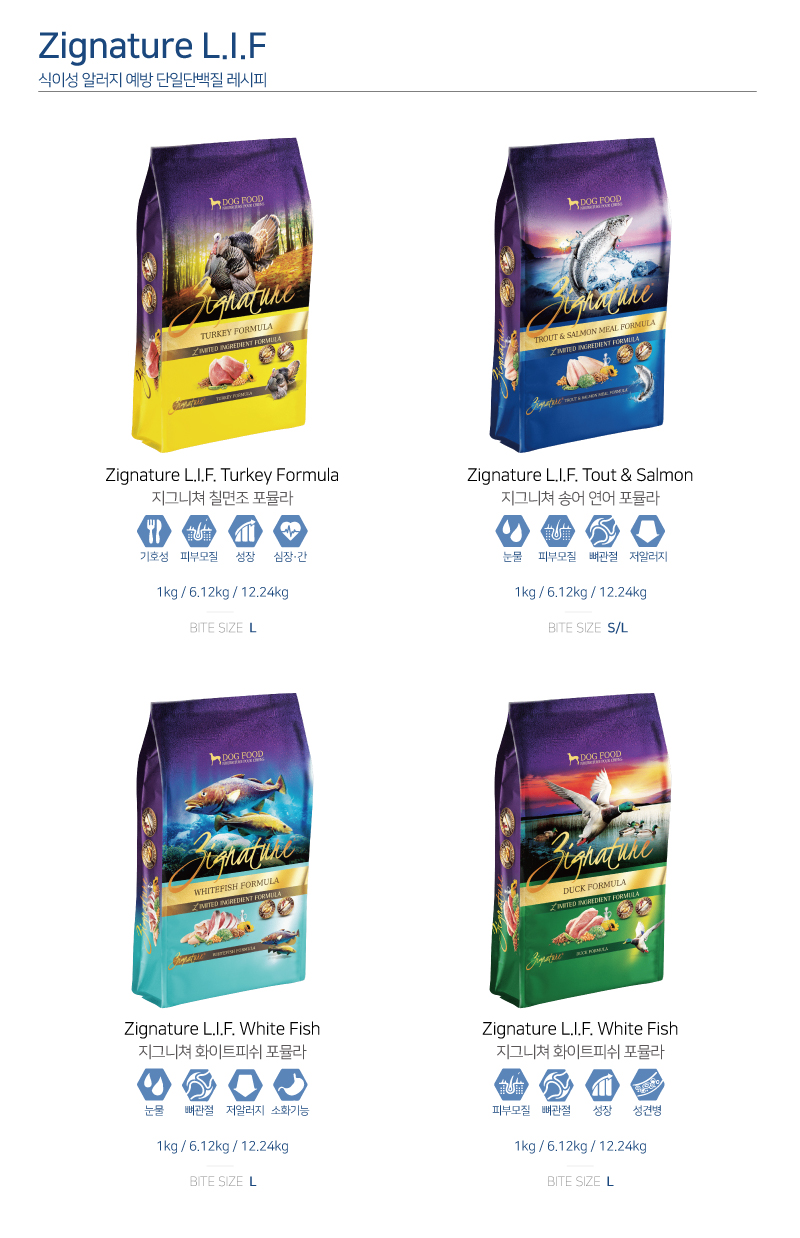 Zignature L.I.F
식이성 알러지 예방 단일단백질 레시피
DOG FOOD
Zignature
TURKEY FORMULA
LIMITED INGREDIENT FORMULA
Zignature TURKEY FORMULA
DOG FOOD
Zignature
TROUT & SALMON MEAL FORMULA
LIMITED INGREDIENT FORMULA
Zignature TROUT & SALMON MEAL FORMULA
Zignature L.I.F. Turkey Formula
지그니쳐 칠면조 포뮬라
기호성 피부모질 성장 심장·간
1kg / 6.12kg / 12.24kg
BITE SIZE L
Zignature L.I.F. Tout & Salmon
지그니쳐 송어 연어 포뮬라
눈물 피부모질 뼈관절 저알러지
1kg / 6.12kg / 12.24kg
BITE SIZE S/L
DOG FOOD
Zignature
WHITEFISH FORMULA
LIMITED INGREDIENT FORMULA
Zignature WHITEFISH FORMULA
DOG FOOD
Zignature
DUCK FORMULA
LIMITED INGREDIENT FORMULA
Zignature DUCK FORMULA
Zignature L.I.F. White Fish
지그니쳐 화이트피쉬 포뮬라
눈물 뼈관절 저알러지 소화기능
1kg / 6.12kg / 12.24kg
BITE SIZE L
Zignature L.I.F. White Fish
지그니쳐 화이트피쉬 포뮬라
피부모질 뼈관절 성장 성견병
1kg / 6.12kg / 12.24kg
BITE SIZE L